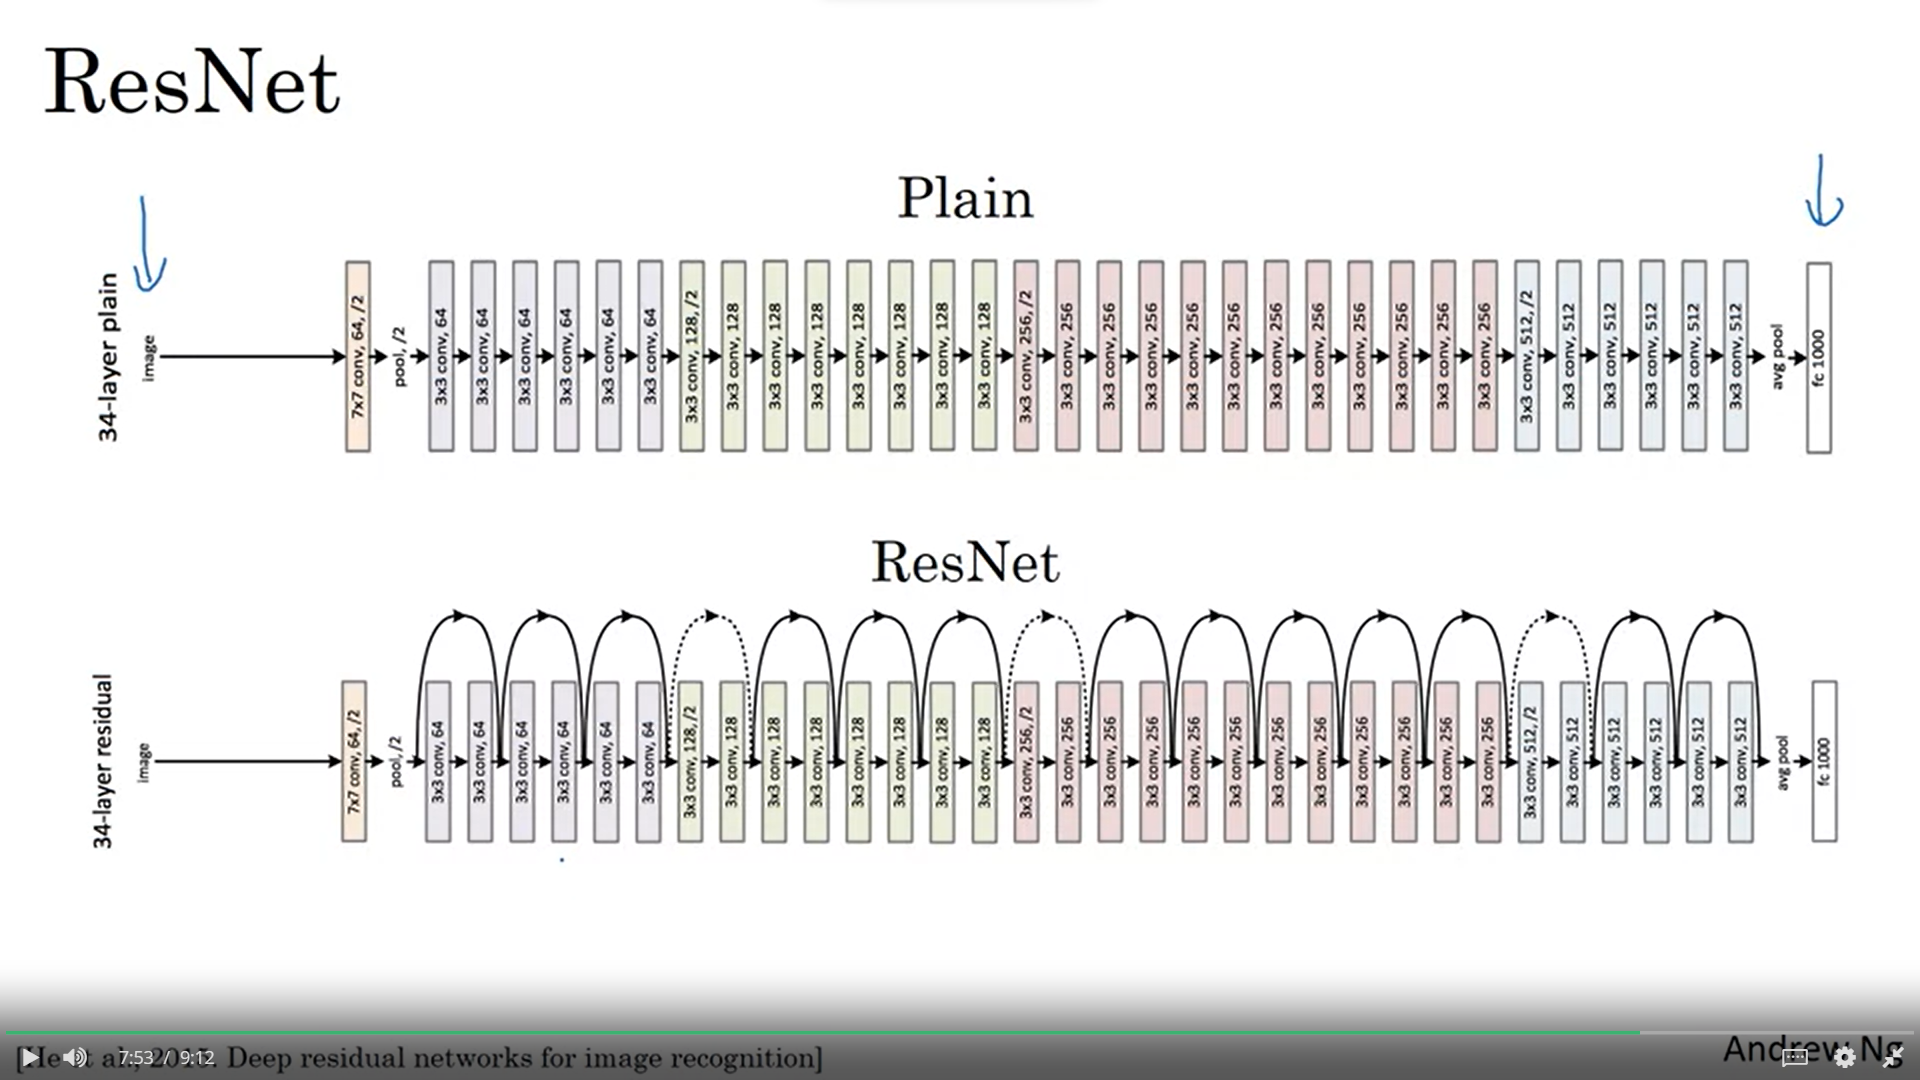 ResNet
Plain
34-layer plain
image
7x7 conv, 64, /2
pool, /2
3x3 conv, 64
3x3 conv, 64
3x3 conv, 64
3x3 conv, 64
3x3 conv, 64
3x3 conv, 64
3x3 conv, 128, /2
3x3 conv, 128
3x3 conv, 128
3x3 conv, 128
3x3 conv, 128
3x3 conv, 128
3x3 conv, 128
3x3 conv, 128
3x3 conv, 256, /2
3x3 conv, 256
3x3 conv, 256
3x3 conv, 256
3x3 conv, 256
3x3 conv, 256
3x3 conv, 256
3x3 conv, 256
3x3 conv, 256
3x3 conv, 256
3x3 conv, 256
3x3 conv, 256
3x3 conv, 512, /2
3x3 conv, 512
3x3 conv, 512
3x3 conv, 512
3x3 conv, 512
3x3 conv, 512
avg pool
fc 1000
ResNet
34-layer residual
image
7x7 conv, 64, /2
pool, /2
3x3 conv, 64
3x3 conv, 64
3x3 conv, 64
3x3 conv, 64
3x3 conv, 64
3x3 conv, 64
3x3 conv, 128, /2
3x3 conv, 128
3x3 conv, 128
3x3 conv, 128
3x3 conv, 128
3x3 conv, 128
3x3 conv, 128
3x3 conv, 128
3x3 conv, 256, /2
3x3 conv, 256
3x3 conv, 256
3x3 conv, 256
3x3 conv, 256
3x3 conv, 256
3x3 conv, 256
3x3 conv, 256
3x3 conv, 256
3x3 conv, 256
3x3 conv, 256
3x3 conv, 256
3x3 conv, 512, /2
3x3 conv, 512
3x3 conv, 512
3x3 conv, 512
3x3 conv, 512
3x3 conv, 512
avg pool
fc 1000
[He et al., 2015. Deep residual networks for image recognition]
7:53 / 9:12
Andrew Ng